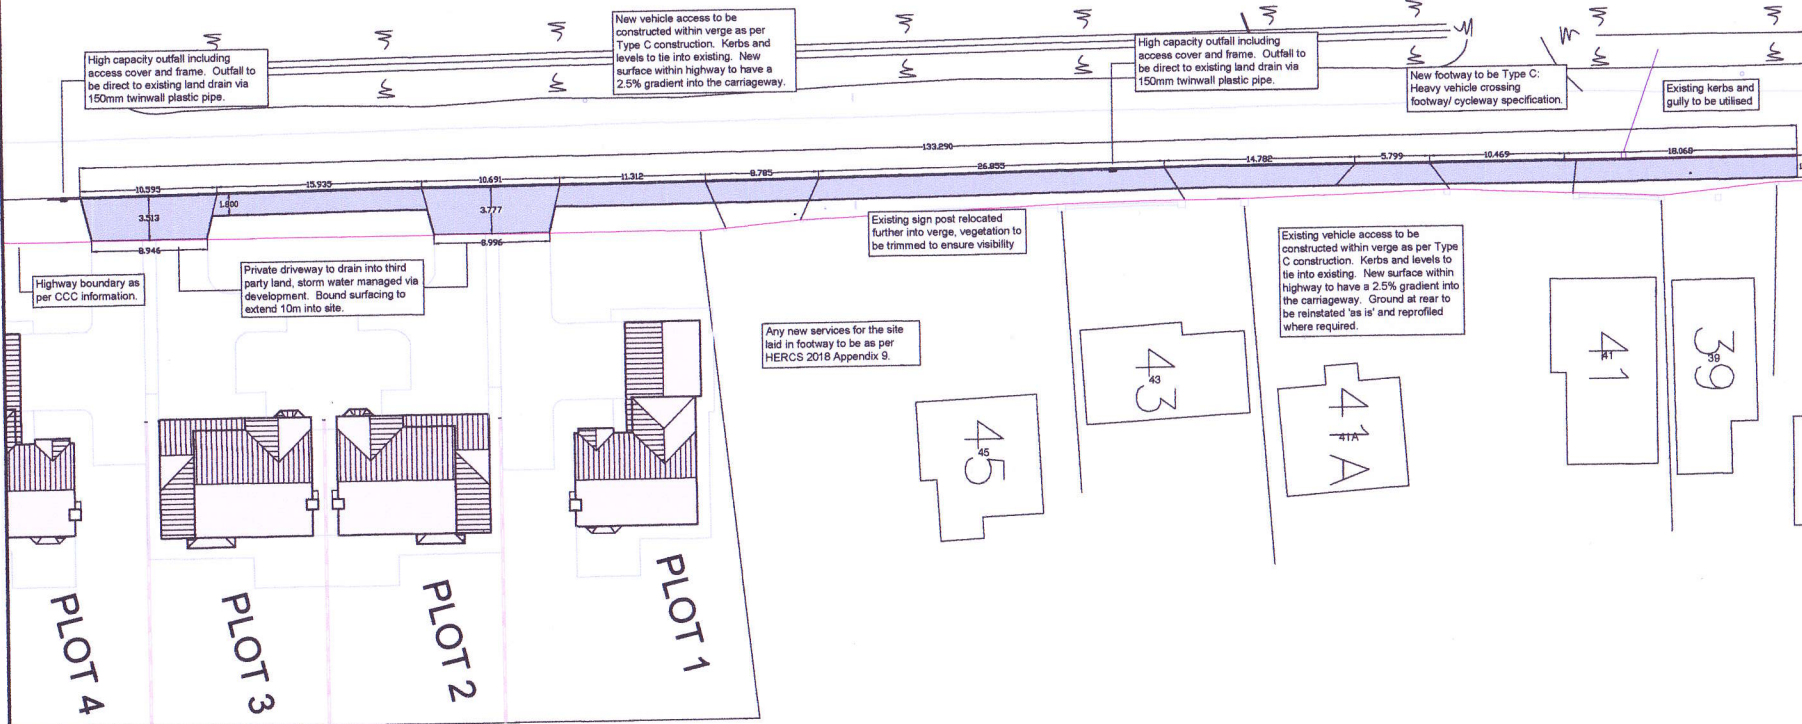 High capacity outfall including
access cover and frame. Outfall to
be direct to existing land drain via
150mm twinwall plastic pipe.
New vehicle access to be
constructed within verge as per
Type C construction. Kerbs and
levels to tie into existing. New
surface within highway to have a
2.5% gradient into the carriageway.
High capacity outfall including
access cover and frame. Outfall to
be direct to existing land drain via
150mm twinwall plastic pipe.
New footway to be Type C:
Heavy vehicle crossing
footway/ cycleway specification.
Existing kerbs and
gully to be utilised
133.290
10.595
15.935
10.691
11.312
8.785
26.855
14.782
5.799
10.469
18.068
3.513
1.800
3.777
8.946
8.996
Highway boundary as
per CCC information.
Private driveway to drain into third
party land, storm water managed via
development. Bound surfacing to
extend 10m into site.
Existing sign post relocated
further into verge, vegetation to
be trimmed to ensure visibility
Existing vehicle access to be
constructed within verge as per Type
C construction. Kerbs and levels to
tie into existing. New surface within
highway to have a 2.5% gradient into
the carriageway. Ground at rear to
be reinstated 'as is' and reprofiled
where required.
Any new services for the site
laid in footway to be as per
HERCS 2018 Appendix 9.
45
45
43
43
41A
41A
41
41
39
39
PLOT 4
PLOT 3
PLOT 2
PLOT 1